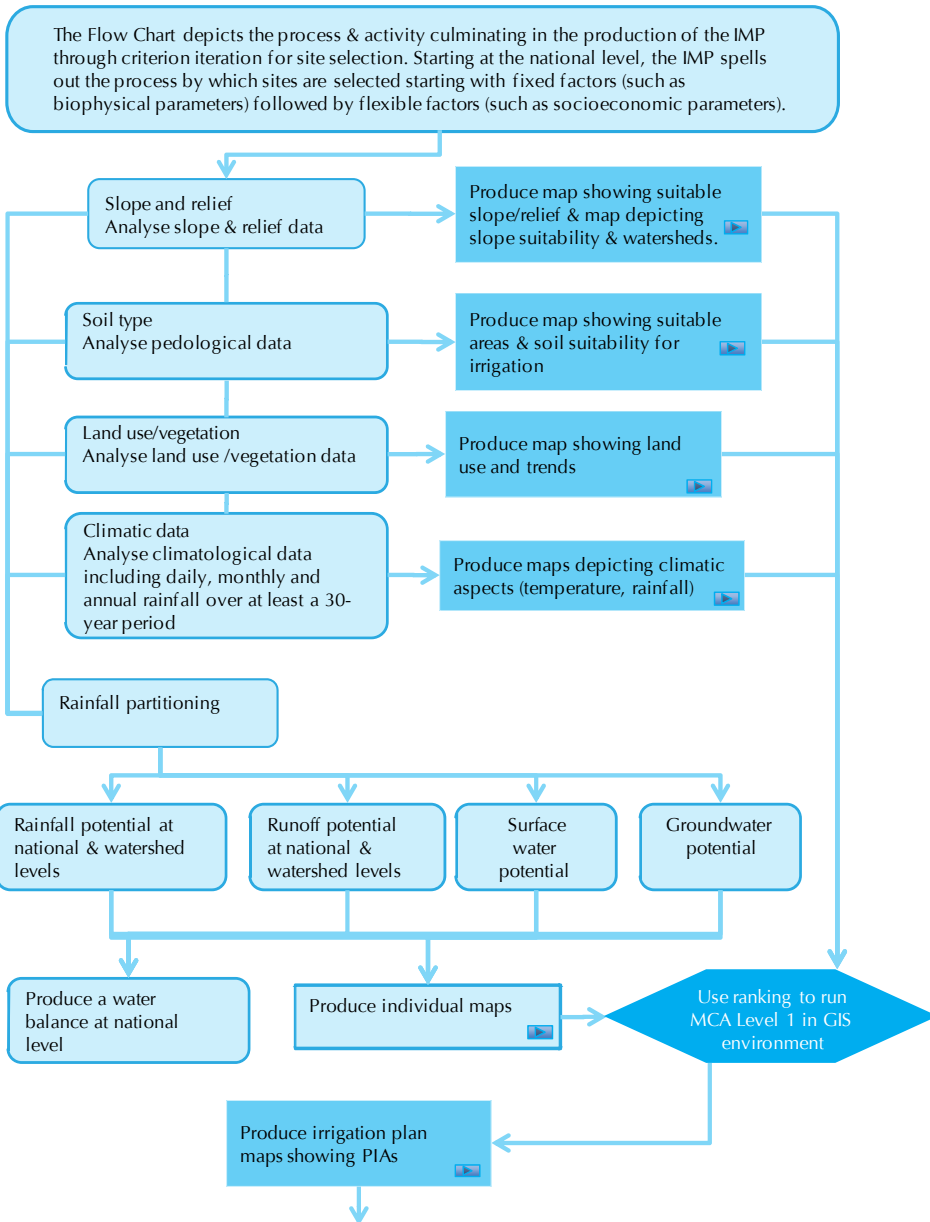 The Flow Chart depicts the process & activity culminating in the production of the IMP
through criterion iteration for site selection. Starting at the national level, the IMP spells
out the process by which sites are selected starting with fixed factors (such as
biophysical parameters) followed by flexible factors (such as socioeconomic parameters).
Slope and relief
Analyse slope & relief data
Produce map showing suitable
slope/relief & map depicting
slope suitability & watersheds.
Soil type
Analyse pedological data
Produce map showing suitable
areas & soil suitability for
irrigation
Land use/vegetation
Analyse land use /vegetation data
Produce map showing land
use and trends
Climatic data
Analyse climatological data
including daily, monthly and
annual rainfall over at least a 30-
year period
Produce maps depicting climatic
aspects (temperature, rainfall)
Rainfall partitioning
Rainfall potential at
national & watershed
levels
Runoff potential
at national &
watershed levels
Surface
water
potential
Groundwater
potential
Produce a water
balance at national
level
Produce individual maps
Use ranking to run
MCA Level 1 in GIS
environment
Produce irrigation plan
maps showing PIAs